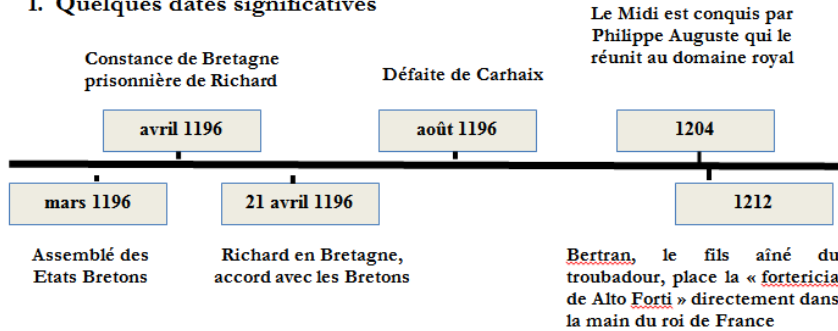 I. Quelques dates significatives
Le Midi est conquis par
Philippe Auguste qui le
réunit au domaine royal
Constance de Bretagne
prisonnière de Richard
Défaite de Carhaix
avril 1196
août 1196
1204
mars 1196
21 avril 1196
1212
Assemblé des
Etats Bretons
Richard en Bretagne,
accord avec les Bretons
Bertran, le fils aîné du
troubadour, place la « fortericia
de Alto Forti » directement dans
la main du roi de France